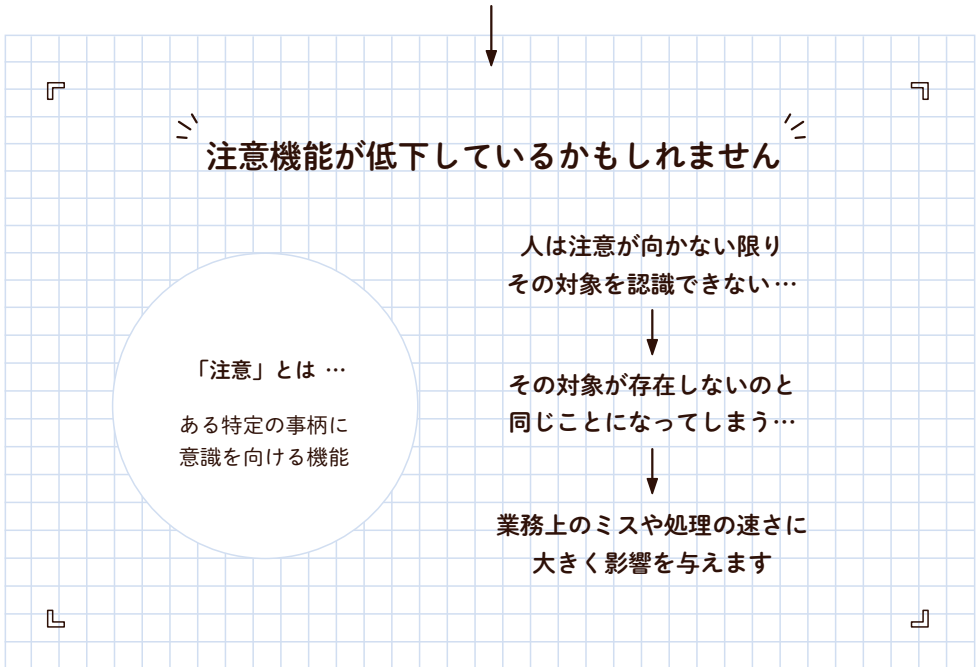 注意機能が低下しているかもしれません
「注意」とは …
ある特定の事柄に
意識を向ける機能
人は注意が向かない限り
その対象を認識できない…
その対象が存在しないのと
同じことになってしまう…
業務上のミスや処理の速さに
大きく影響を与えます